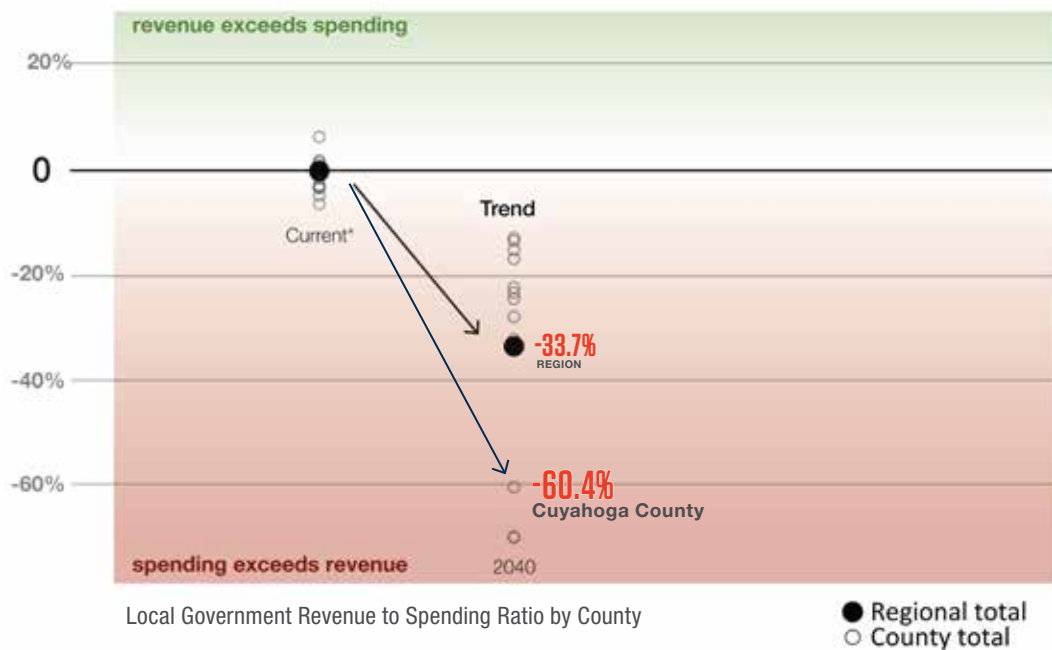 revenue exceeds spending
20%
0
Current*
Trend
-20%
-33.7%
REGION
-40%
-60%
-60.4%
Cuyahoga County
spending exceeds revenue
2040
Local Government Revenue to Spending Ratio by County
Regional total
County total